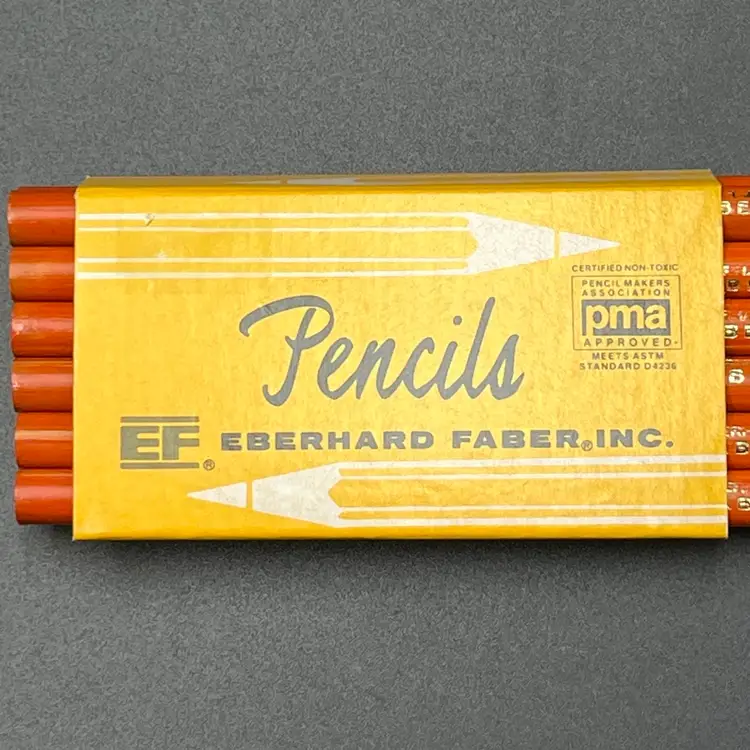 CERTIFIED NON-TOXIC
PENCIL MAKERS
ASSOCIATION
pma
APPROVED
MEETS ASTM
STANDARD D4236
Pencils
EF® EBERHARD FABER®, INC.